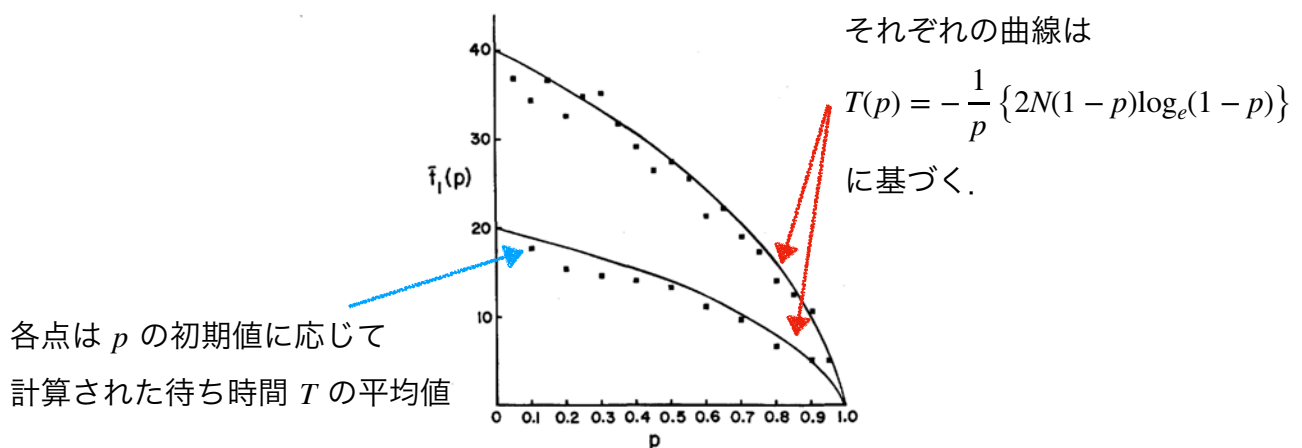 それぞれの曲線は
T(p) = − 1/p {2N(1 − p)log_e(1 − p)}
に基づく.
40
30
20
10
f̄₁(p)
0 0.1 0.2 0.3 0.4 0.5 0.6 0.7 0.8 0.9 1.0
p
各点は p の初期値に応じて
計算された待ち時間 T の平均値